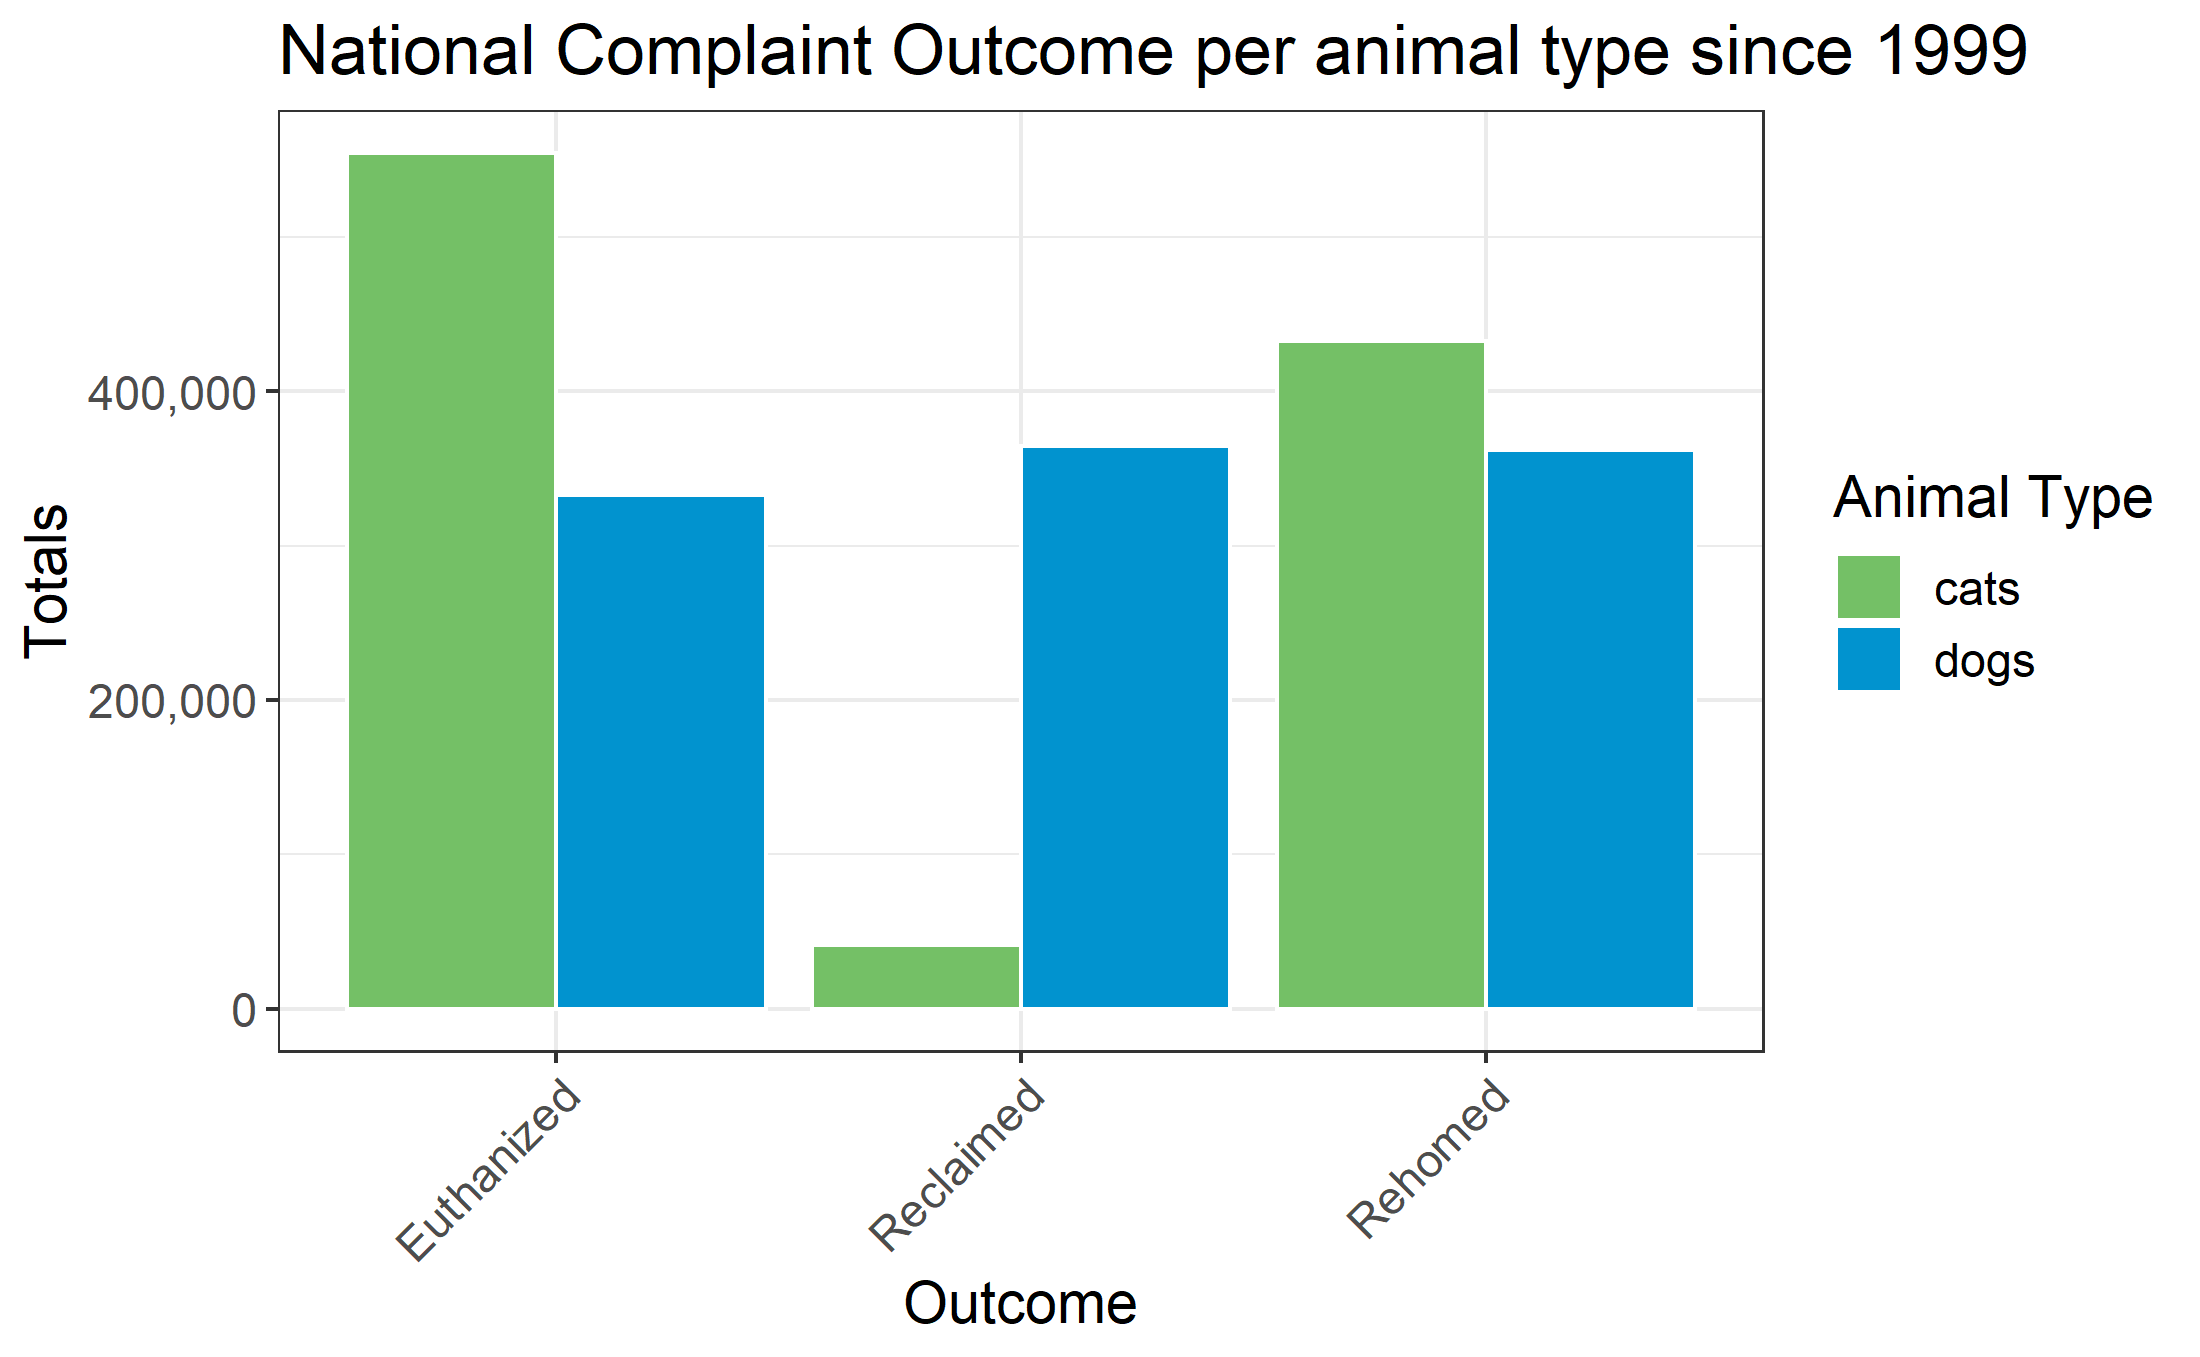 National Complaint Outcome per animal type since 1999
Totals
400,000
200,000
0
Euthanized
Reclaimed
Rehomed
Outcome
Animal Type
cats
dogs